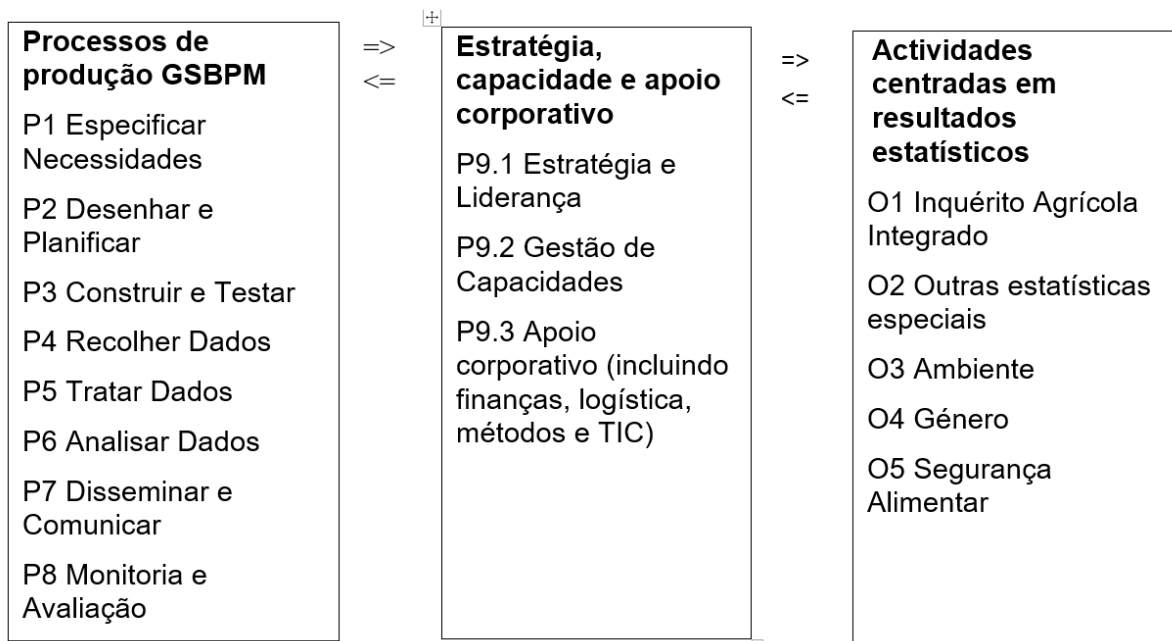 Processos de
produção GSBPM
P1 Especificar
Necessidades
P2 Desenhar e
Planificar
P3 Construir e Testar
P4 Recolher Dados
P5 Tratar Dados
P6 Analisar Dados
P7 Disseminar e
Comunicar
P8 Monitoria e
Avaliação
=>
<=
Estratégia,
capacidade e apoio
corporativo
P9.1 Estratégia e
Liderança
P9.2 Gestão de
Capacidades
P9.3 Apoio
corporativo (incluindo
finanças, logística,
métodos e TIC)
=>
<=
Actividades
centradas em
resultados
estatísticos
O1 Inquérito Agrícola
Integrado
O2 Outras estatísticas
especiais
O3 Ambiente
O4 Género
O5 Segurança
Alimentar